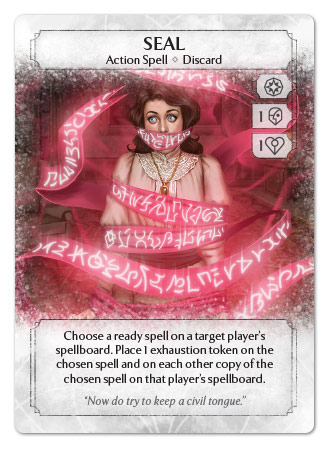 SEAL
Action Spell ◇ Discard
1
1
Choose a ready spell on a target player's
spellboard. Place 1 exhaustion token on the
chosen spell and on each other copy of the
chosen spell on that player's spellboard.
"Now do try to keep a civil tongue."